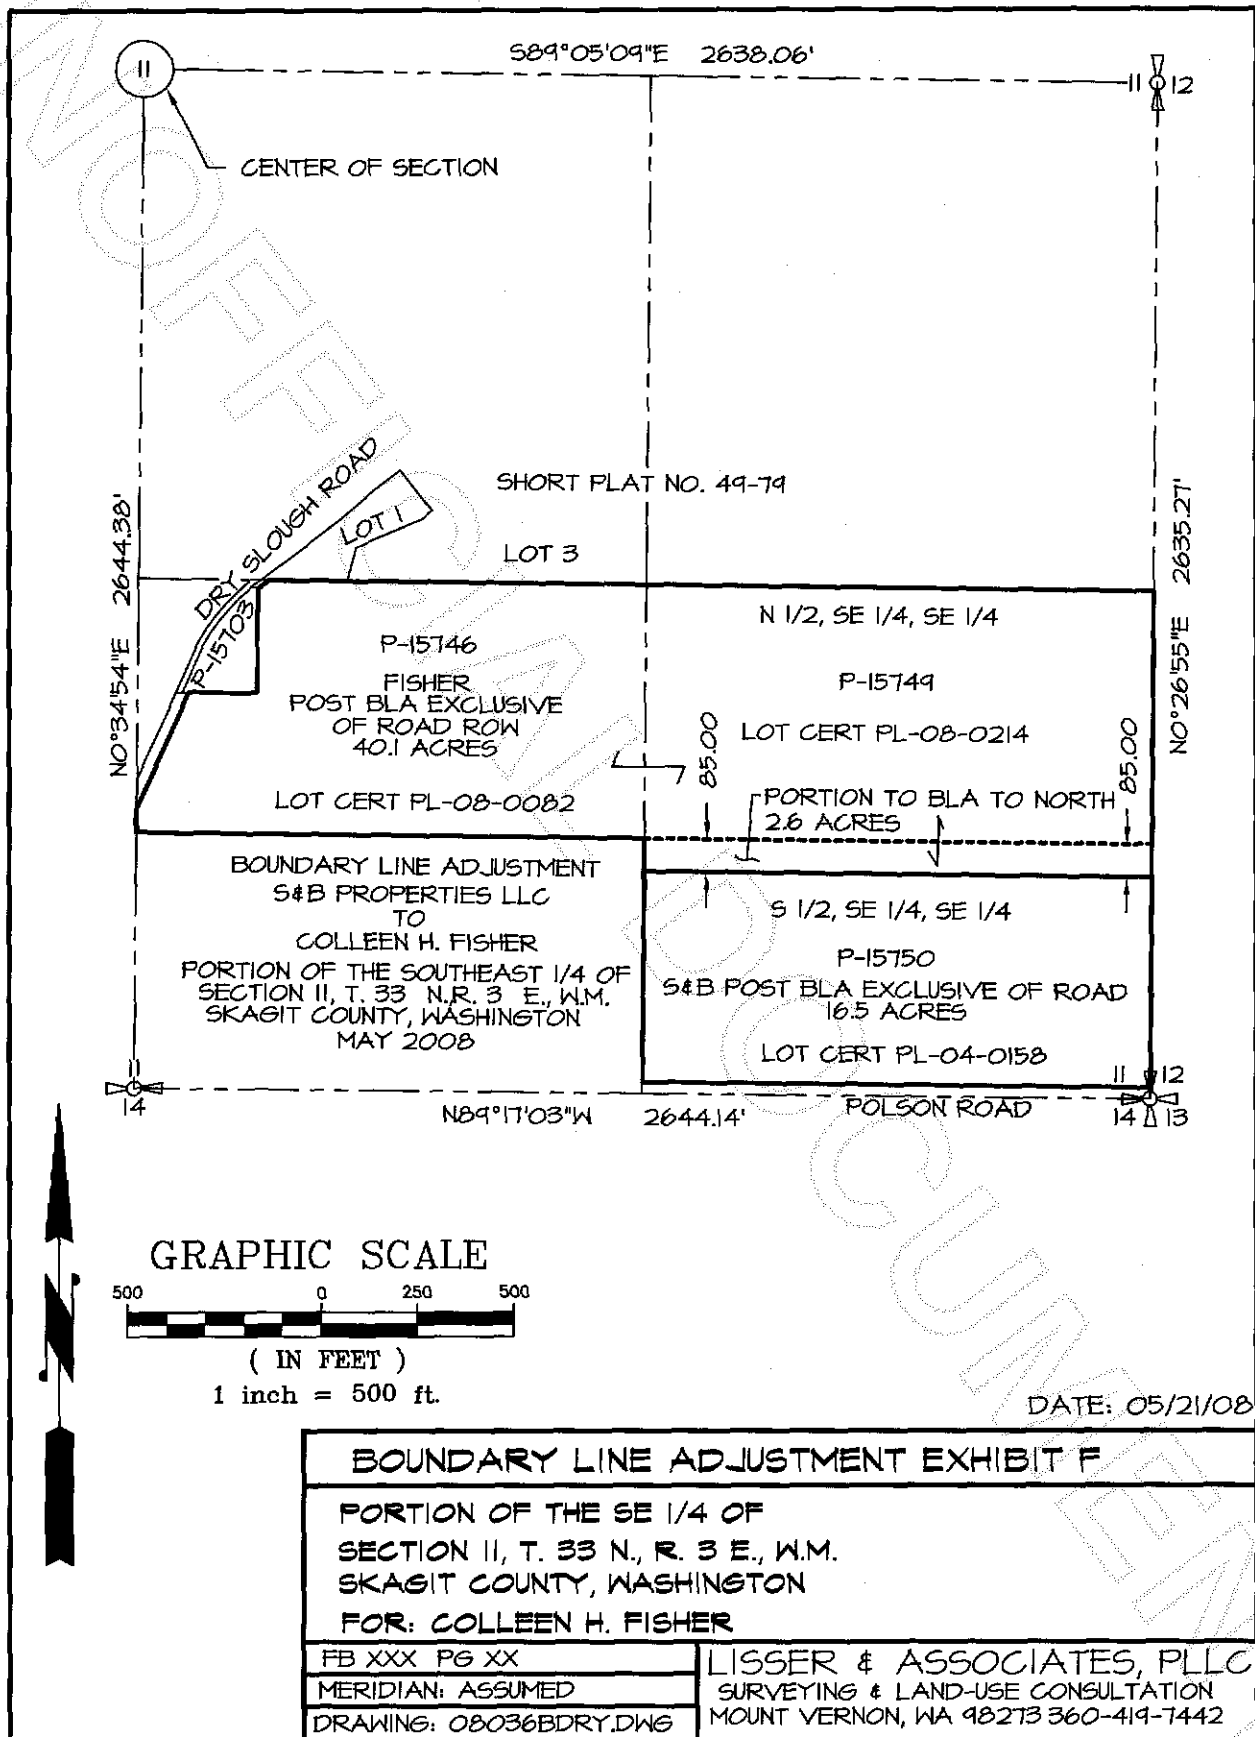 S89°05'09"E 2638.06'
11
11 12
CENTER OF SECTION
SHORT PLAT NO. 49-79
DRY SLOUGH ROAD
LOT 1
LOT 3
N0°34'54"E 2644.38'
N0°26'55"E 2635.27'
P-15703
P-15746
FISHER
POST BLA EXCLUSIVE
OF ROAD ROW
40.1 ACRES
LOT CERT PL-08-0082
N 1/2, SE 1/4, SE 1/4
P-15749
LOT CERT PL-08-0214
85.00
85.00
PORTION TO BLA TO NORTH
2.6 ACRES
BOUNDARY LINE ADJUSTMENT
S&B PROPERTIES LLC
TO
COLLEEN H. FISHER
PORTION OF THE SOUTHEAST 1/4 OF
SECTION 11, T. 33 N.R. 3 E., W.M.
SKAGIT COUNTY, WASHINGTON
MAY 2008
S 1/2, SE 1/4, SE 1/4
P-15750
S&B POST BLA EXCLUSIVE OF ROAD
16.5 ACRES
LOT CERT PL-04-0158
11
14
11 12
14 13
N89°17'03"W 2644.14'
POLSON ROAD
GRAPHIC SCALE
500 0 250 500
( IN FEET )
1 inch = 500 ft.
DATE: 05/21/08
BOUNDARY LINE ADJUSTMENT EXHIBIT F
PORTION OF THE SE 1/4 OF
SECTION 11, T. 33 N., R. 3 E., W.M.
SKAGIT COUNTY, WASHINGTON
FOR: COLLEEN H. FISHER
FB XXX PG XX
MERIDIAN: ASSUMED
DRAWING: 08036BDRY.DWG
LISSER & ASSOCIATES, PLLC
SURVEYING & LAND-USE CONSULTATION
MOUNT VERNON, WA 98273 360-419-7442
UNOFFICIAL DOCUMENT